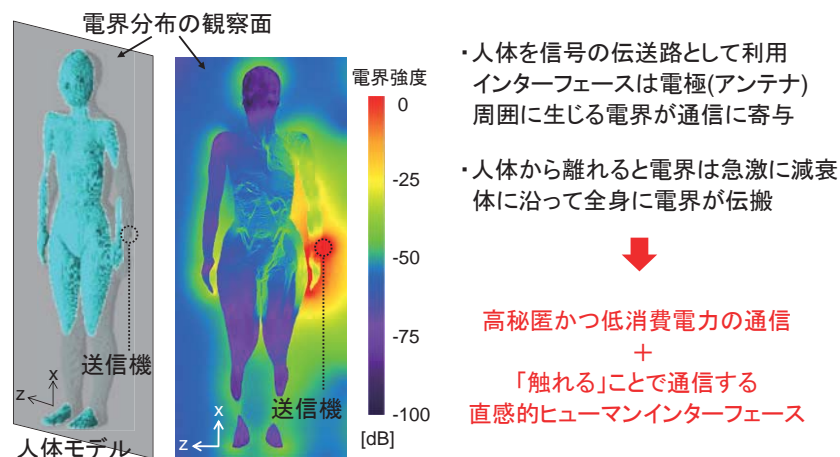 電界分布の観察面
送信機
x
z
人体モデル
送信機
x
z
電界強度
0
-25
-50
-75
-100
[dB]
・人体を信号の伝送路として利用
インターフェースは電極(アンテナ)
周囲に生じる電界が通信に寄与
・人体から離れると電界は急激に減衰
体に沿って全身に電界が伝搬
高秘匿かつ低消費電力の通信
+
「触れる」ことで通信する
直感的ヒューマンインターフェース